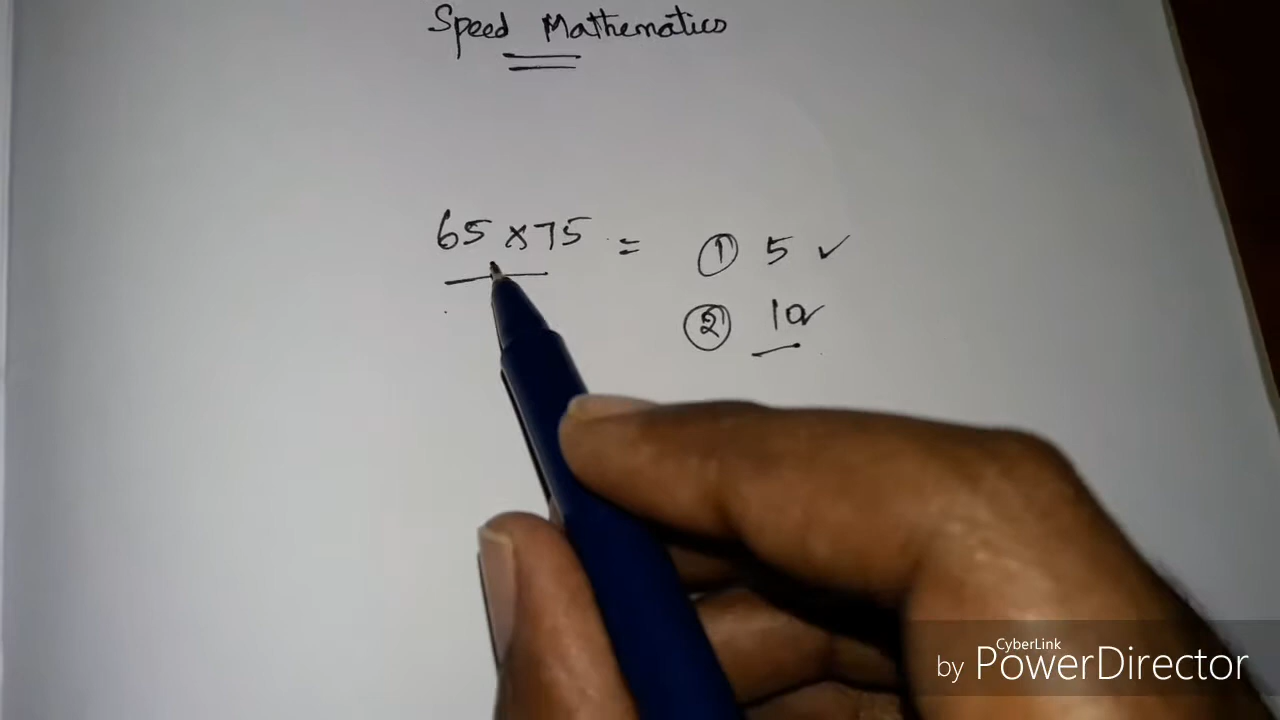 Speed Mathematics
65 × 75 =
① 5 ✓
② 10 ✓
CyberLink
by PowerDirector